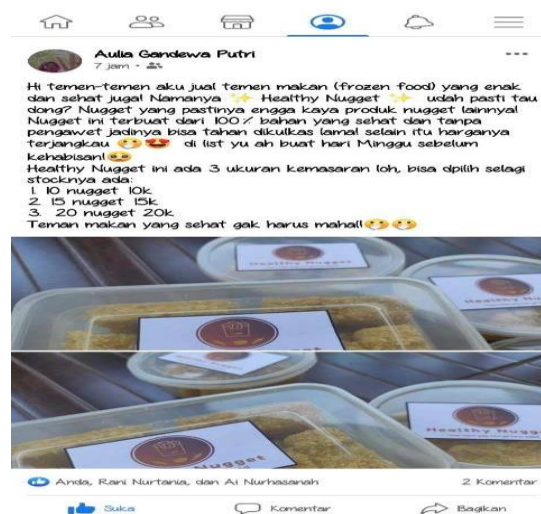 Aulia Gandewa Putri
7 jam
Hi temen-temen aku jual temen makan (frozen food) yang enak
dan sehat juga! Namanya ✨ Healthy Nugget ✨ udah pasti tau
dong? Nugget yang pastinya engga kaya produk nugget lainnya!
Nugget ini terbuat dari 100% bahan yang sehat dan tanpa
pengawet jadinya bisa tahan dikulkas lama! selain itu harganya
terjangkau di list yu ah buat hari Minggu sebelum
kehabisan!
Healthy Nugget ini ada 3 ukuran kemasaran loh, bisa dpilih selagi
stocknya ada:
1. 10 nugget 10k
2. 15 nugget 15k
3. 20 nugget 20k
Teman makan yang sehat gak harus mahal!
Healthy Nugget
Healthy Nu
Nugget
Healthy Nugge
Anda, Rani Nurtania, dan Ai Nurhasanah
2 Komentar
Suka
Komentar
Bagikan